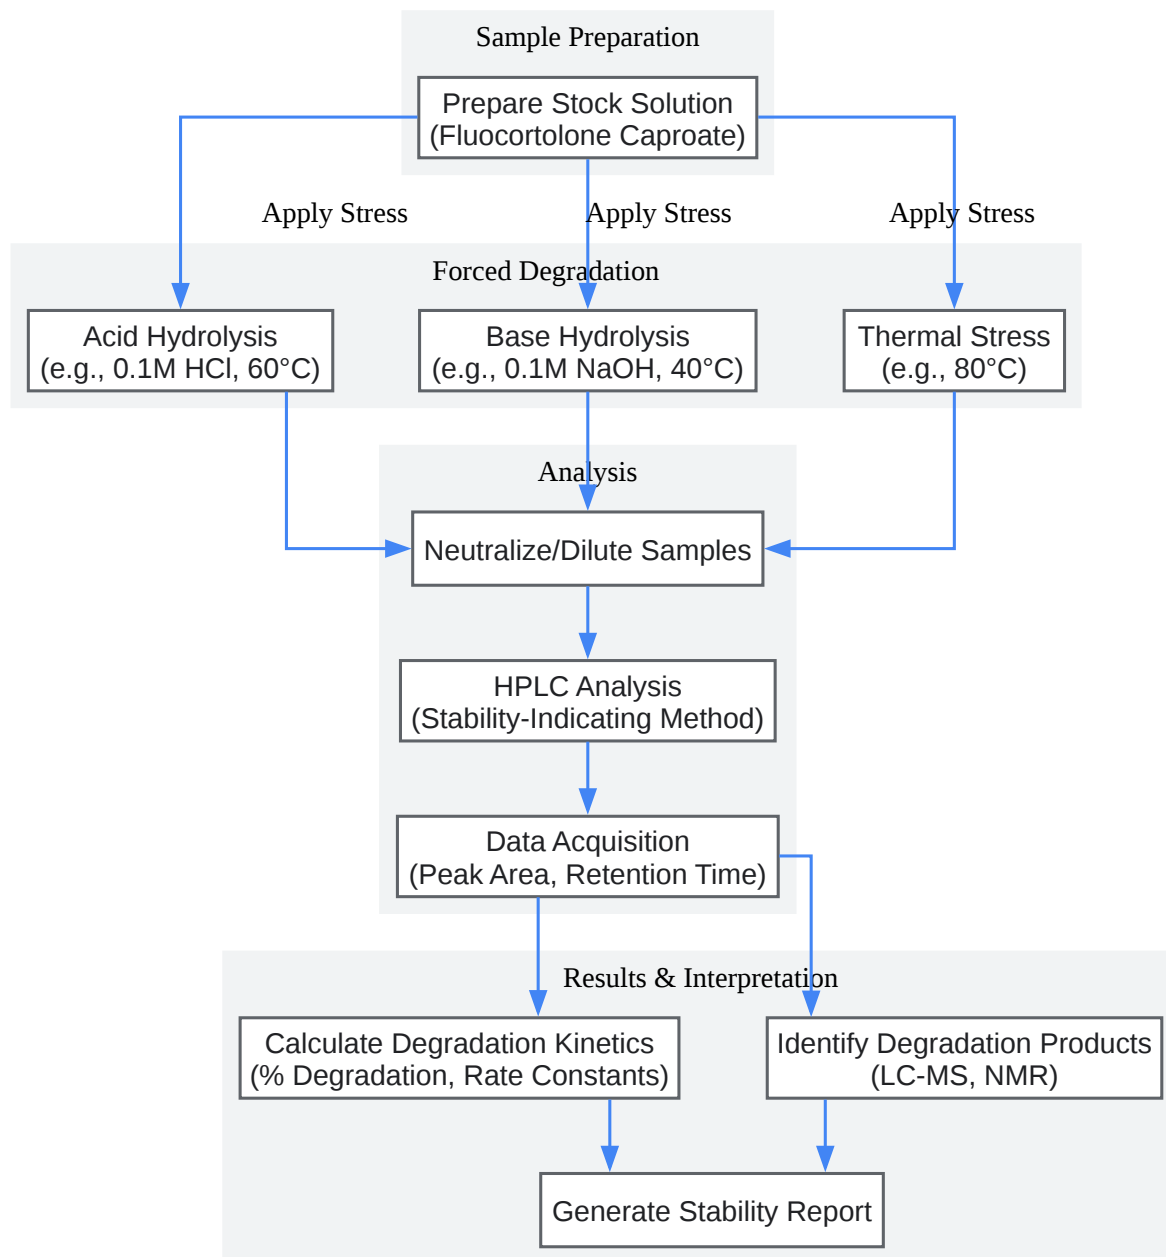 Sample Preparation
Prepare Stock Solution
(Fluocortolone Caproate)
Apply Stress
Apply Stress
Apply Stress
Forced Degradation
Acid Hydrolysis
(e.g., 0.1M HCl, 60°C)
Base Hydrolysis
(e.g., 0.1M NaOH, 40°C)
Thermal Stress
(e.g., 80°C)
Analysis
Neutralize/Dilute Samples
HPLC Analysis
(Stability-Indicating Method)
Data Acquisition
(Peak Area, Retention Time)
Results & Interpretation
Calculate Degradation Kinetics
(% Degradation, Rate Constants)
Identify Degradation Products
(LC-MS, NMR)
Generate Stability Report